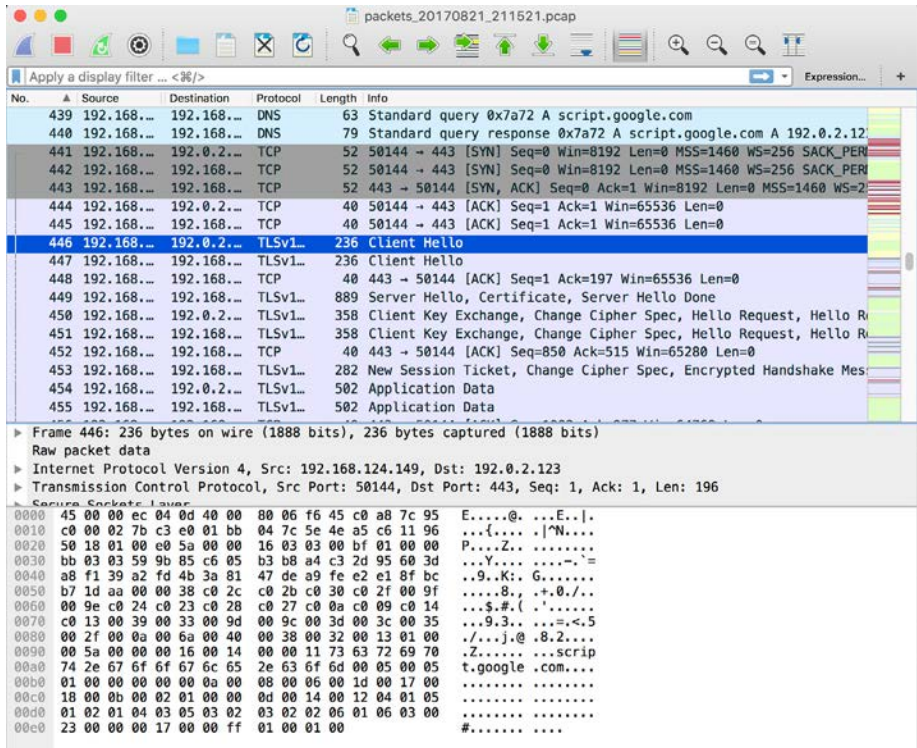 packets_20170821_211521.pcap
Apply a display filter ... <⌘/>
Expression...
+
No. Source Destination Protocol Length Info
439 192.168.... 192.168.... DNS 63 Standard query 0x7a72 A script.google.com
440 192.168.... 192.168.... DNS 79 Standard query response 0x7a72 A script.google.com A 192.0.2.12
441 192.168.... 192.0.2.... TCP 52 50144 → 443 [SYN] Seq=0 Win=8192 Len=0 MSS=1460 WS=256 SACK_PER
442 192.168.... 192.168.... TCP 52 50144 → 443 [SYN] Seq=0 Win=8192 Len=0 MSS=1460 WS=256 SACK_PER
443 192.168.... 192.168.... TCP 52 443 → 50144 [SYN, ACK] Seq=0 Ack=1 Win=8192 Len=0 MSS=1460 WS=2
444 192.168.... 192.0.2.... TCP 40 50144 → 443 [ACK] Seq=1 Ack=1 Win=65536 Len=0
445 192.168.... 192.168.... TCP 40 50144 → 443 [ACK] Seq=1 Ack=1 Win=65536 Len=0
446 192.168.... 192.0.2.... TLSv1... 236 Client Hello
447 192.168.... 192.168.... TLSv1... 236 Client Hello
448 192.168.... 192.168.... TCP 40 443 → 50144 [ACK] Seq=1 Ack=197 Win=65536 Len=0
449 192.168.... 192.168.... TLSv1... 889 Server Hello, Certificate, Server Hello Done
450 192.168.... 192.0.2.... TLSv1... 358 Client Key Exchange, Change Cipher Spec, Hello Request, Hello R
451 192.168.... 192.168.... TLSv1... 358 Client Key Exchange, Change Cipher Spec, Hello Request, Hello R
452 192.168.... 192.168.... TCP 40 443 → 50144 [ACK] Seq=850 Ack=515 Win=65280 Len=0
453 192.168.... 192.168.... TLSv1... 282 New Session Ticket, Change Cipher Spec, Encrypted Handshake Mes
454 192.168.... 192.0.2.... TLSv1... 502 Application Data
455 192.168.... 192.168.... TLSv1... 502 Application Data
Frame 446: 236 bytes on wire (1888 bits), 236 bytes captured (1888 bits)
Raw packet data
Internet Protocol Version 4, Src: 192.168.124.149, Dst: 192.0.2.123
Transmission Control Protocol, Src Port: 50144, Dst Port: 443, Seq: 1, Ack: 1, Len: 196
Secure Sockets Layer
0000 45 00 00 ec 04 0d 40 00 80 06 f6 45 c0 a8 7c 95 E.....@. ...E..|.
0010 c0 00 02 7b c3 e0 01 bb 04 7c 5e 4e a5 c6 11 96 ...{.... .|^N....
0020 50 18 01 00 e0 5a 00 00 16 03 03 00 bf 01 00 00 P....Z.. ........
0030 bb 03 03 59 9b 85 c6 05 b3 b8 a4 c3 2d 95 60 3d ...Y.... ....-.`=
0040 a8 f1 39 a2 fd 4b 3a 81 47 de a9 fe e2 e1 8f bc ..9..K:. G.......
0050 b7 1d aa 00 00 38 c0 2c c0 2b c0 30 c0 2f 00 9f .....8., .+.0./..
0060 00 9e c0 24 c0 23 c0 28 c0 27 c0 0a c0 09 c0 14 ...$.#.( .'......
0070 c0 13 00 39 00 33 00 9d 00 9c 00 3d 00 3c 00 35 ...9.3.. ...=.<.5
0080 00 2f 00 0a 00 6a 00 40 00 38 00 32 00 13 01 00 ./...j.@ .8.2....
0090 00 5a 00 00 00 16 00 14 00 00 11 73 63 72 69 70 .Z...... ...scrip
00a0 74 2e 67 6f 6f 67 6c 65 2e 63 6f 6d 00 05 00 05 t.google .com....
00b0 01 00 00 00 00 00 0a 00 08 00 06 00 1d 00 17 00 ........ ........
00c0 18 00 0b 00 02 01 00 00 0d 00 14 00 12 04 01 05 ........ ........
00d0 01 02 01 04 03 05 03 02 03 02 02 06 01 06 03 00 ........ ........
00e0 23 00 00 00 17 00 00 ff 01 00 01 00 #....... ....